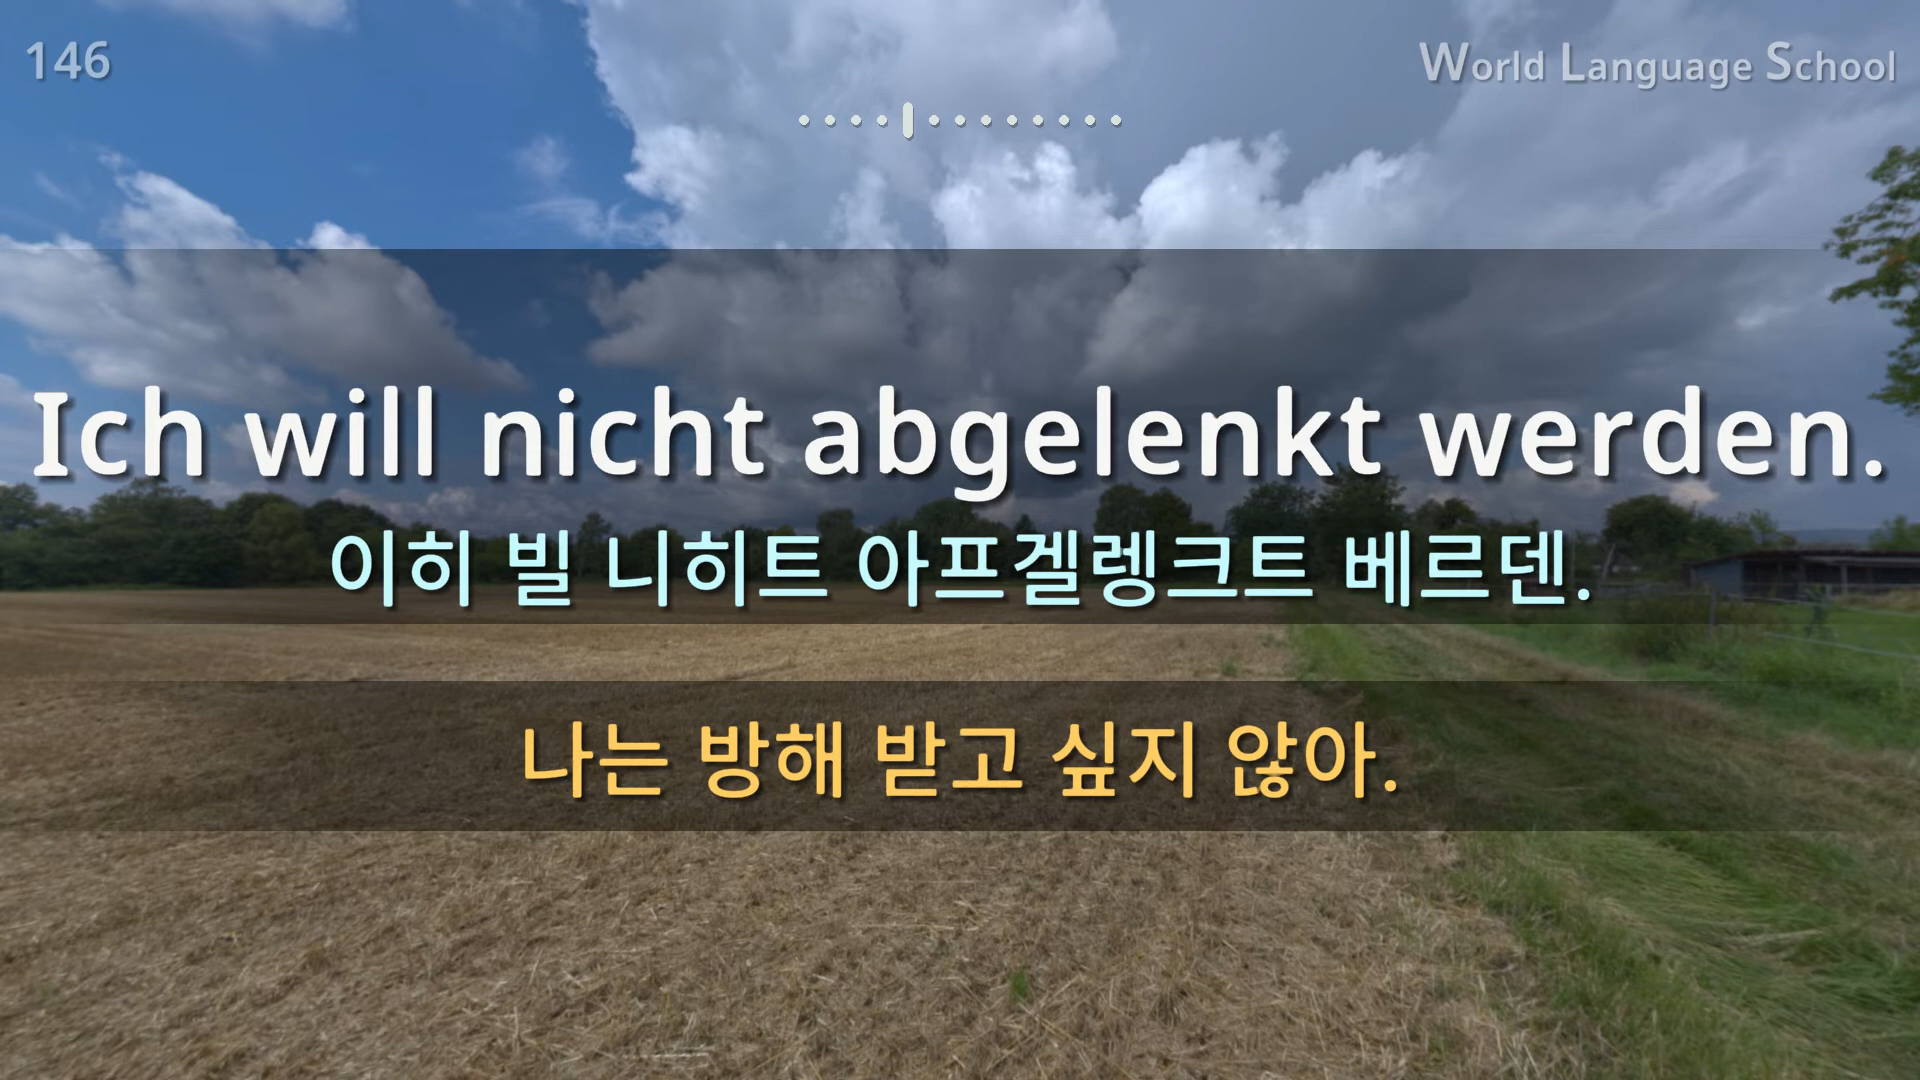 146
World Language School
Ich will nicht abgelenkt werden.
이히 빌 니히트 아프겔렝크트 베르덴.
나는 방해 받고 싶지 않아.